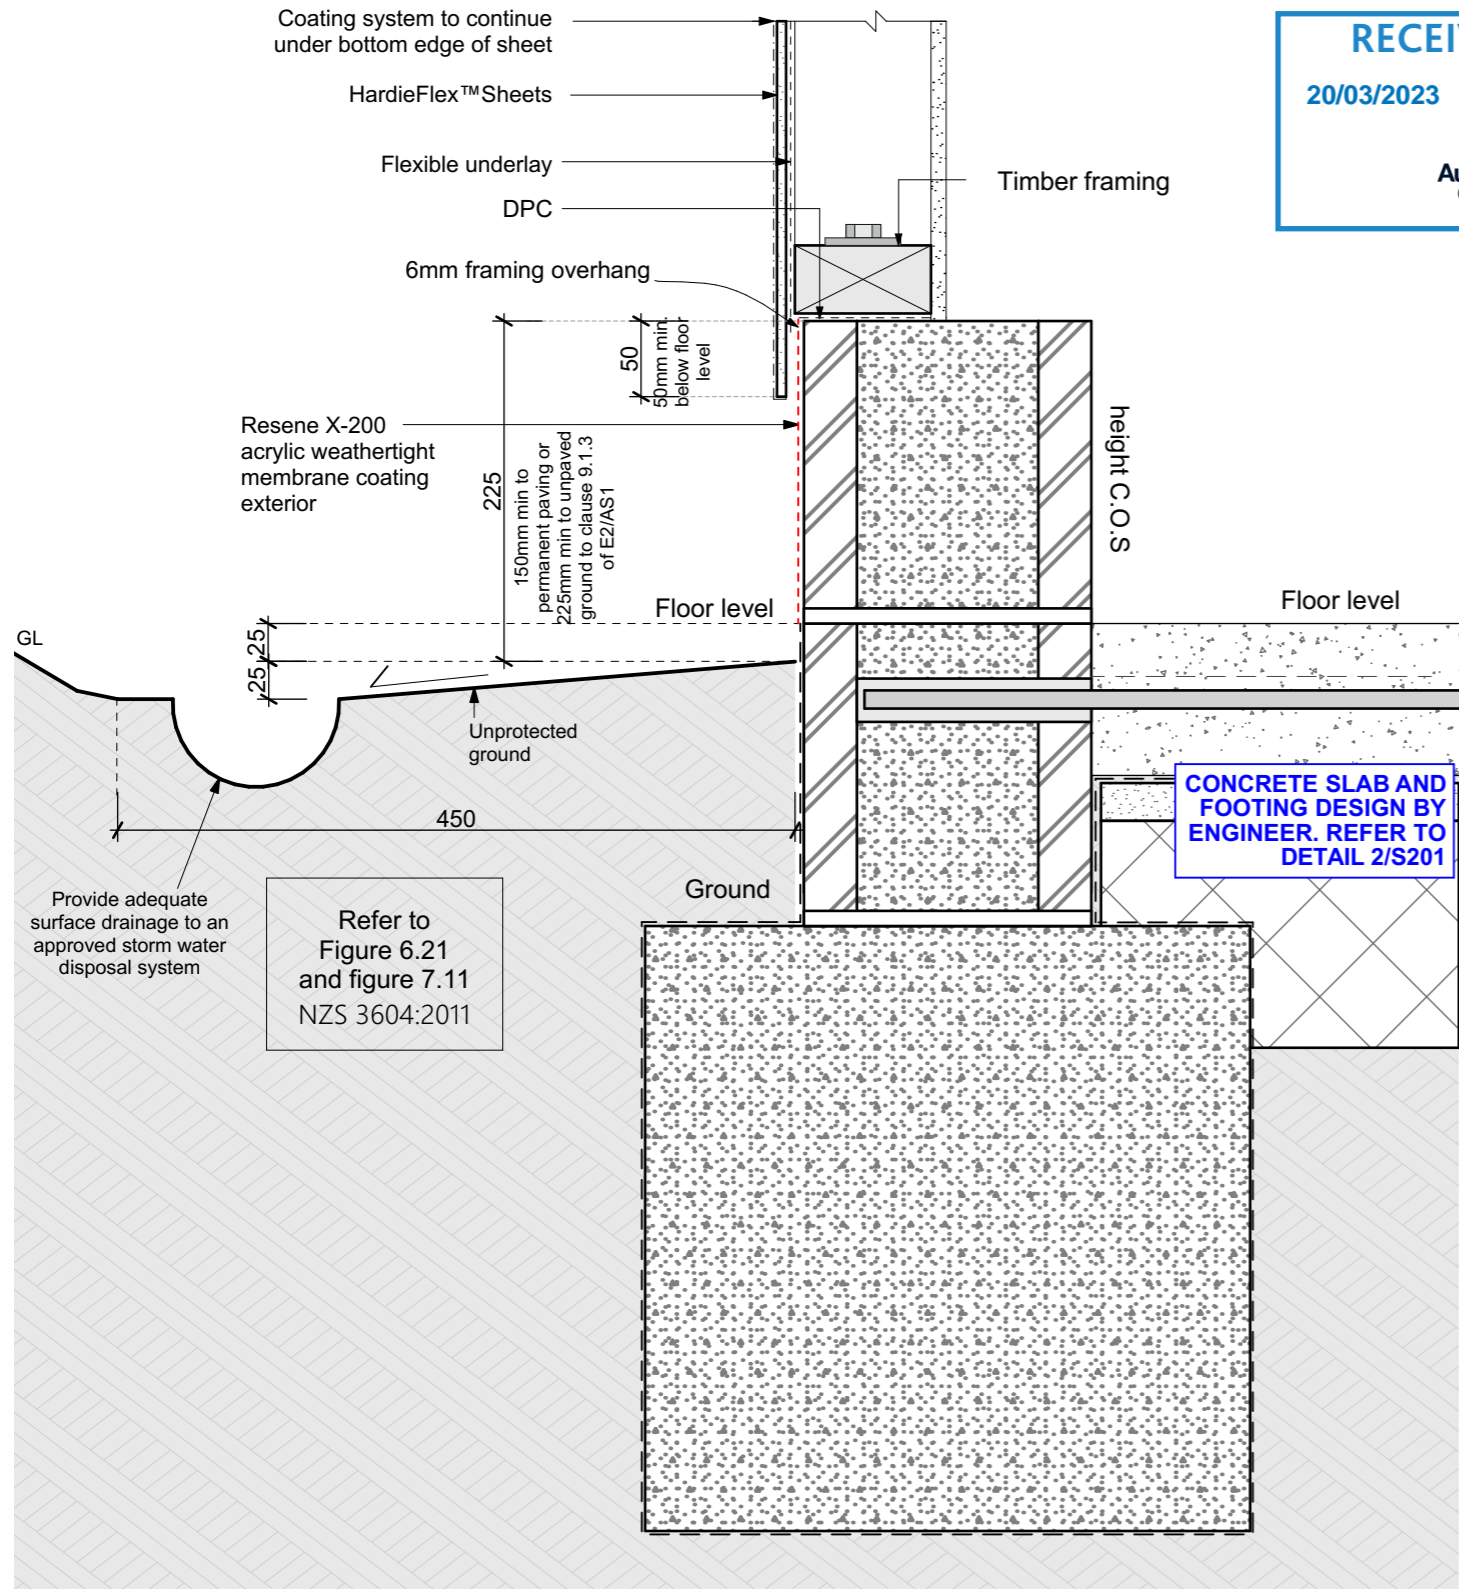 Coating system to continue
under bottom edge of sheet
HardieFlex™Sheets
Flexible underlay
DPC
6mm framing overhang
Timber framing
20/03/2023
50
50mm min.
below floor
level
225
150mm min to
permanent paving or
225mm min to unpaved
ground to clause 9.1.3
of E2/AS1
Resene X-200
acrylic weathertight
membrane coating
exterior
height C.O.S
Floor level
Floor level
GL
25
25
Unprotected
ground
450
CONCRETE SLAB AND
FOOTING DESIGN BY
ENGINEER. REFER TO
DETAIL 2/S201
Ground
Provide adequate
surface drainage to an
approved storm water
disposal system
Refer to
Figure 6.21
and figure 7.11
NZS 3604:2011